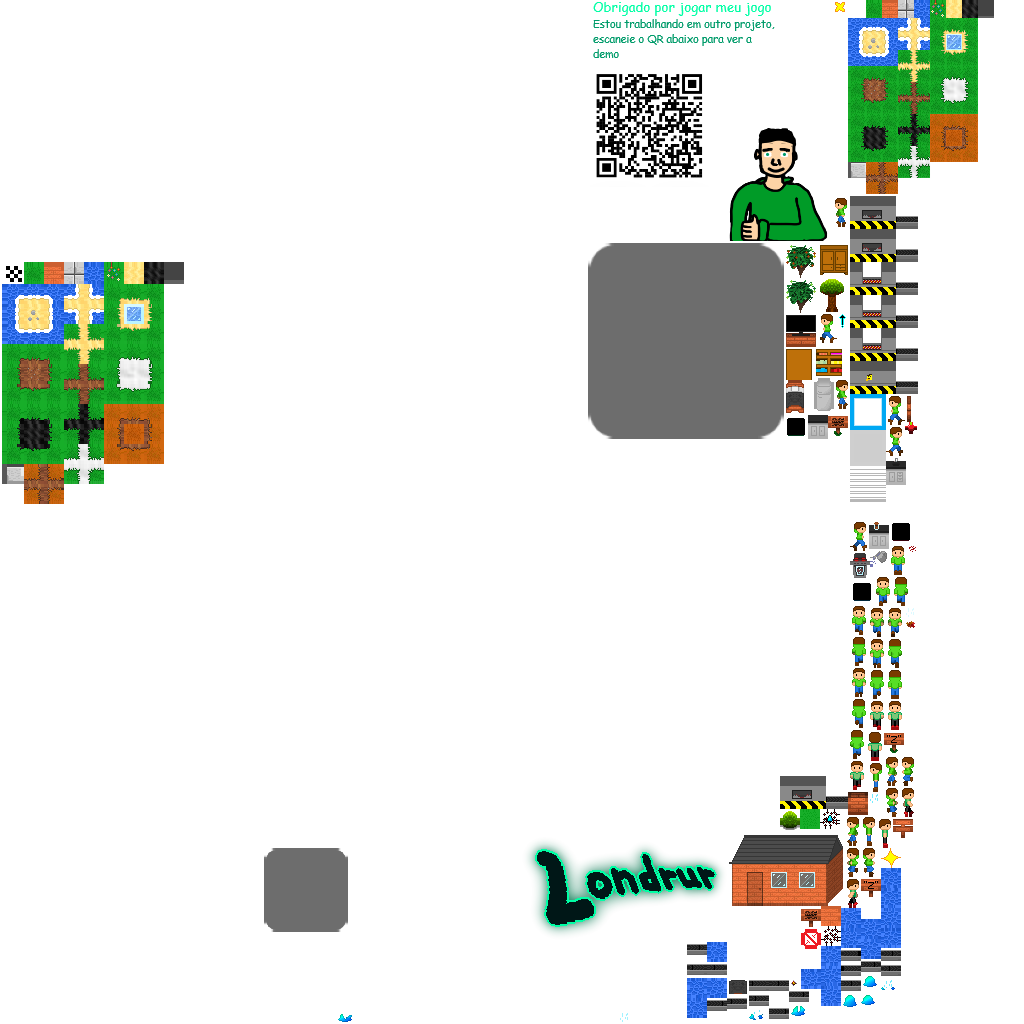 Obrigado por jogar meu jogo
Estou trabalhando em outro projeto,
escaneie o QR abaixo para ver a
demo
Londrur